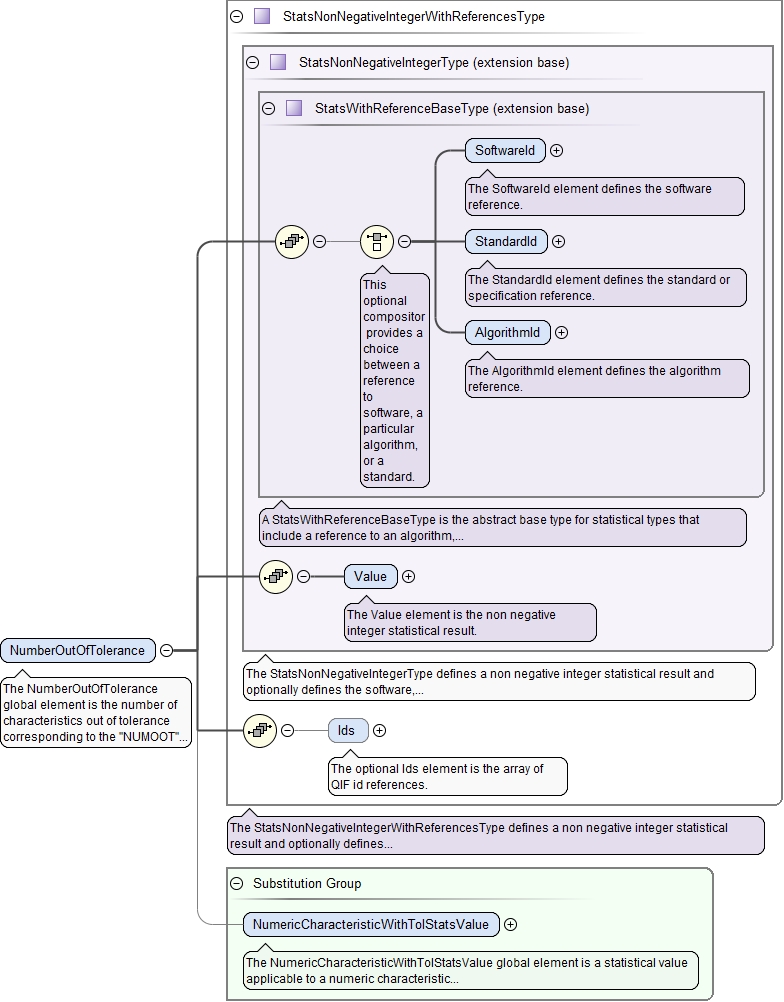 StatsNonNegativeIntegerWithReferencesType
StatsNonNegativeIntegerType (extension base)
StatsWithReferenceBaseType (extension base)
SoftwareId
The SoftwareId element defines the software
reference.
StandardId
The StandardId element defines the standard or
specification reference.
AlgorithmId
The AlgorithmId element defines the algorithm
reference.
This
optional
compositor
provides a
choice
between a
reference
to
software, a
particular
algorithm,
or a
standard.
A StatsWithReferenceBaseType is the abstract base type for statistical types that
include a reference to an algorithm,...
Value
The Value element is the non negative
integer statistical result.
NumberOutOfTolerance
The NumberOutOfTolerance
global element is the number of
characteristics out of tolerance
corresponding to the "NUMOOT"...
The StatsNonNegativeIntegerType defines a non negative integer statistical result and
optionally defines the software,...
Ids
The optional Ids element is the array of
QIF id references.
The StatsNonNegativeIntegerWithReferencesType defines a non negative integer statistical
result and optionally defines...
Substitution Group
NumericCharacteristicWithTolStatsValue
The NumericCharacteristicWithTolStatsValue global element is a statistical value
applicable to a numeric characteristic...